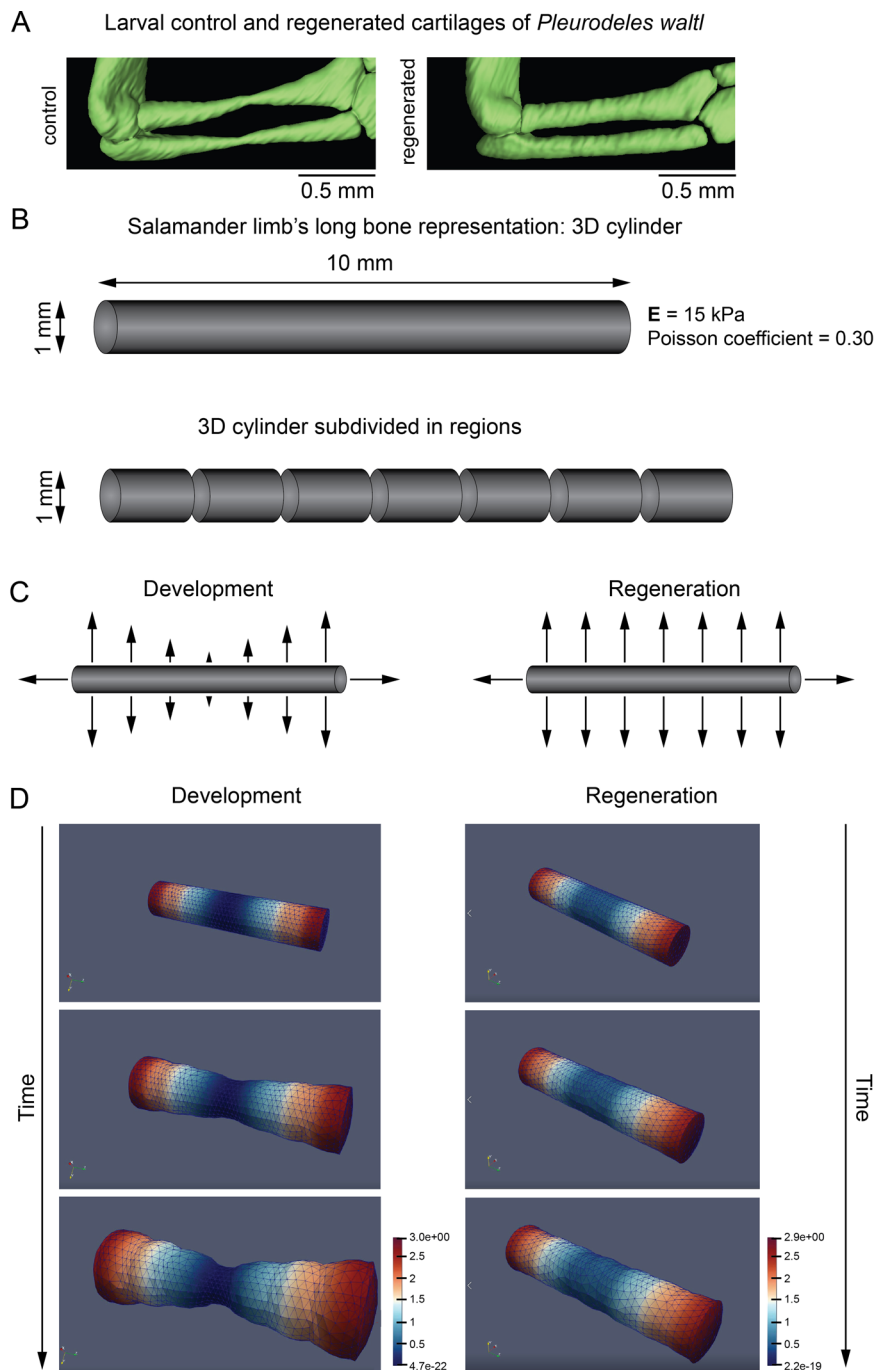 A
Larval control and regenerated cartilages of Pleurodeles waltl
control
regenerated
0.5 mm
0.5 mm
B
Salamander limb's long bone representation: 3D cylinder
10 mm
1 mm
E = 15 kPa
Poisson coefficient = 0.30
3D cylinder subdivided in regions
1 mm
C
Development
Regeneration
D
Development
Regeneration
Time
Time
3.0e+00
2.5
2
1.5
1
0.5
4.7e-22
2.9e+00
2.5
2
1.5
1
0.5
2.2e-19